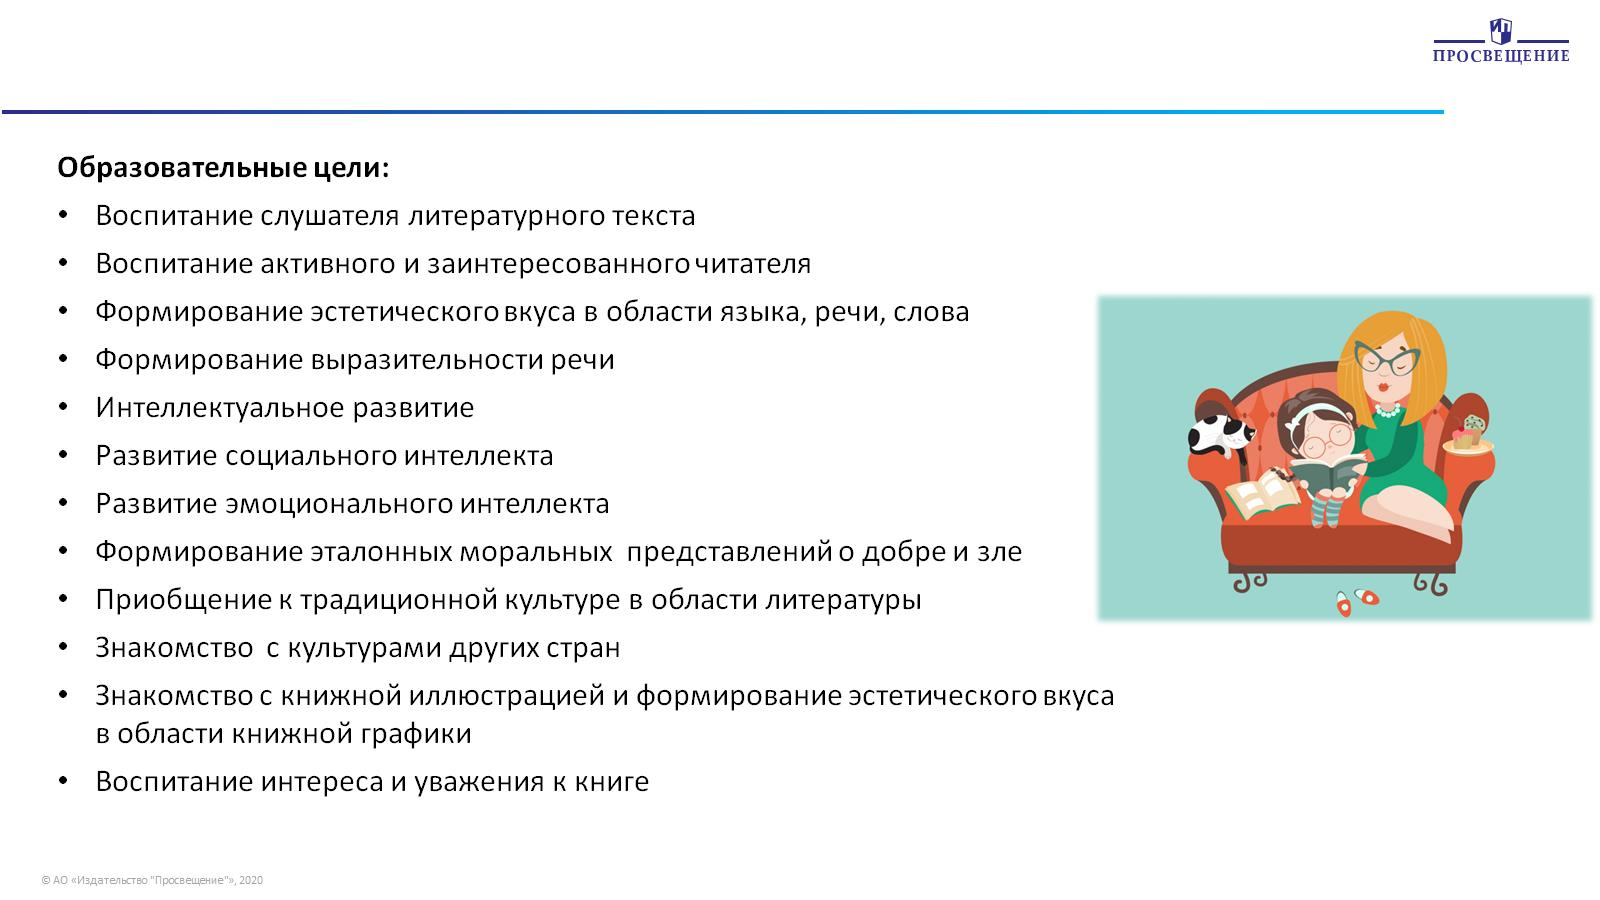 ПРОСВЕЩЕНИЕ
Образовательные цели:
• Воспитание слушателя литературного текста
• Воспитание активного и заинтересованного читателя
• Формирование эстетического вкуса в области языка, речи, слова
• Формирование выразительности речи
• Интеллектуальное развитие
• Развитие социального интеллекта
• Развитие эмоционального интеллекта
• Формирование эталонных моральных представлений о добре и зле
• Приобщение к традиционной культуре в области литературы
• Знакомство с культурами других стран
• Знакомство с книжной иллюстрацией и формирование эстетического вкуса
в области книжной графики
• Воспитание интереса и уважения к книге
© АО «Издательство "Просвещение"», 2020